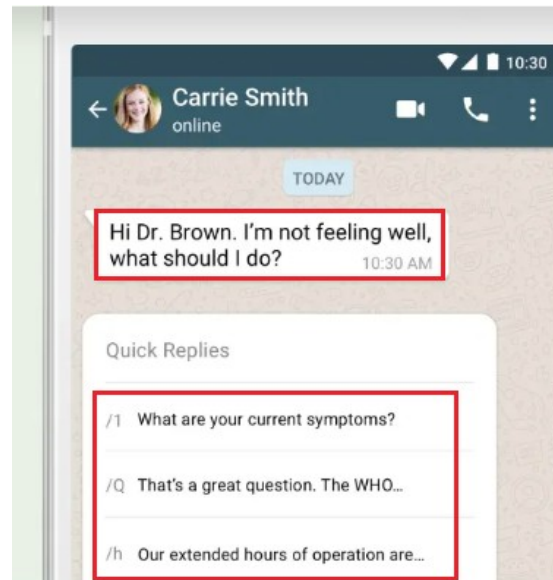 10:30
Carrie Smith
online
TODAY
Hi Dr. Brown. I'm not feeling well,
what should I do?
10:30 AM
Quick Replies
/1 What are your current symptoms?
/Q That's a great question. The WHO...
/h Our extended hours of operation are...